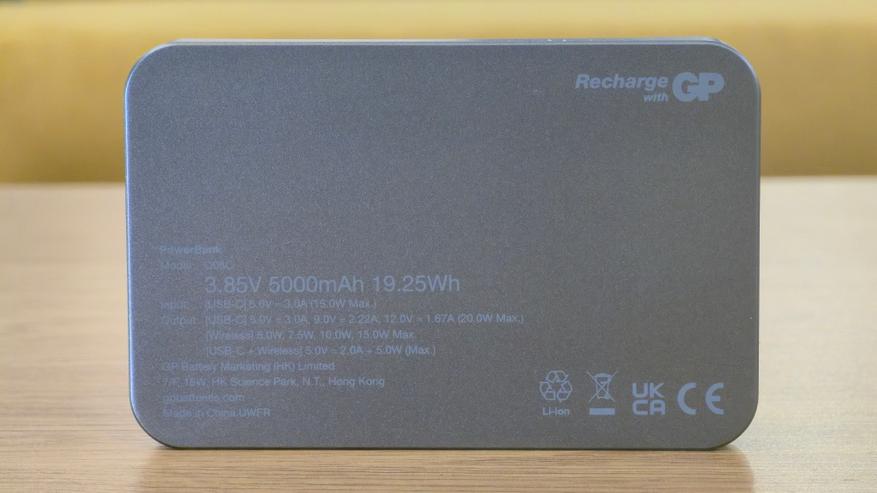 Recharge
with GP
PowerBank
Model:
3.85V 5000mAh 19.25Wh
Input: [USB-C] 5.0V ⎓ 3.0A (15.0W Max.)
Output: [USB-C] 5.0V ⎓ 3.0A, 9.0V ⎓ 2.22A, 12.0V ⎓ 1.67A (20.0W Max.)
[Wireless] 5.0W, 7.5W, 10.0W, 15.0W Max.
[USB-C + Wireless] 5.0V ⎓ 2.0A + 5.0W (Max.)
GP Battery Marketing (HK) Limited
7/F, 16W, HK Science Park, N.T., Hong Kong
gpbatteries.com
Made in China UWFR
Li-ion
UK
CA
CE